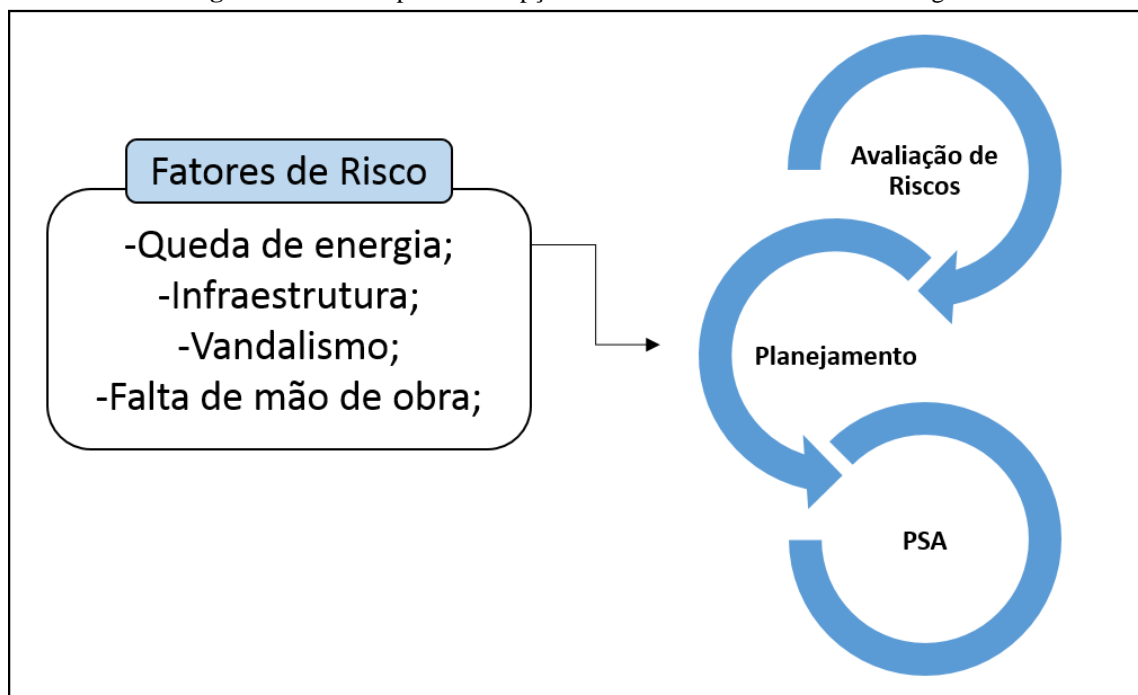 Fatores de Risco
-Queda de energia;
-Infraestrutura;
-Vandalismo;
-Falta de mão de obra;
Avaliação de
Riscos
Planejamento
PSA